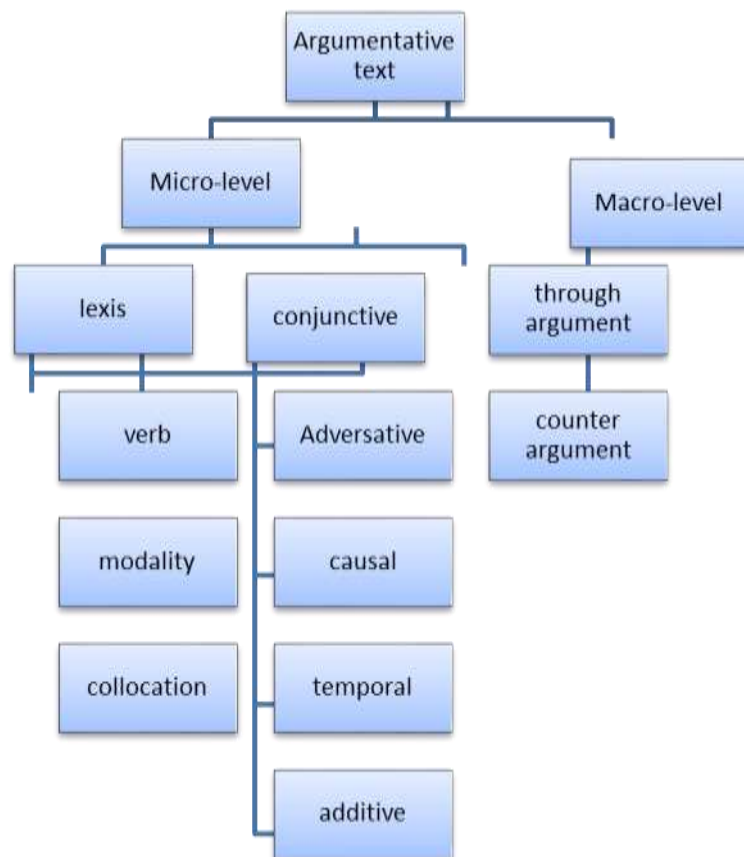 Argumentative
text
Micro-level
Macro-level
lexis
conjunctive
through
argument
verb
Adversative
counter
argument
modality
causal
collocation
temporal
additive